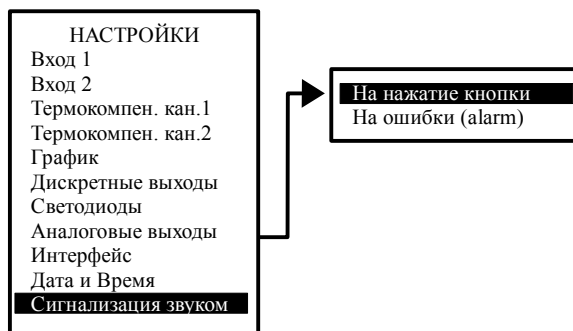 НАСТРОЙКИ
Вход 1
Вход 2
Термокомпен. кан.1
Термокомпен. кан.2
График
Дискретные выходы
Светодиоды
Аналоговые выходы
Интерфейс
Дата и Время
Сигнализация звуком
На нажатие кнопки
На ошибки (alarm)